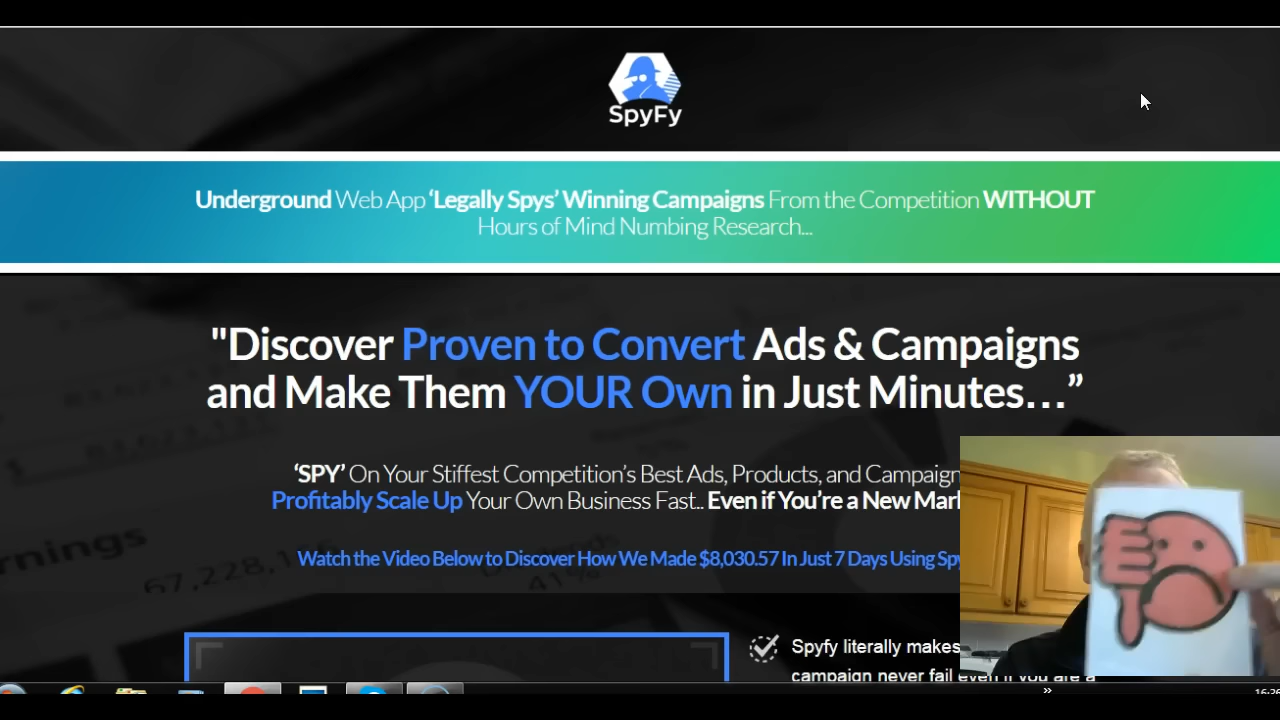 SpyFy
Underground Web App ‘Legally Spys’ Winning Campaigns From the Competition WITHOUT
Hours of Mind Numbing Research...
"Discover Proven to Convert Ads & Campaigns
and Make Them YOUR Own in Just Minutes…”
‘SPY’ On Your Stiffest Competition’s Best Ads, Products, and Campaign
Profitably Scale Up Your Own Business Fast.. Even if You’re a New
Watch the Video Below to Discover How We Made $8,030.57 In Just 7 Days Using
67,228,1
41%
Spyfy literally makes
campaign never fail even if you are a
»